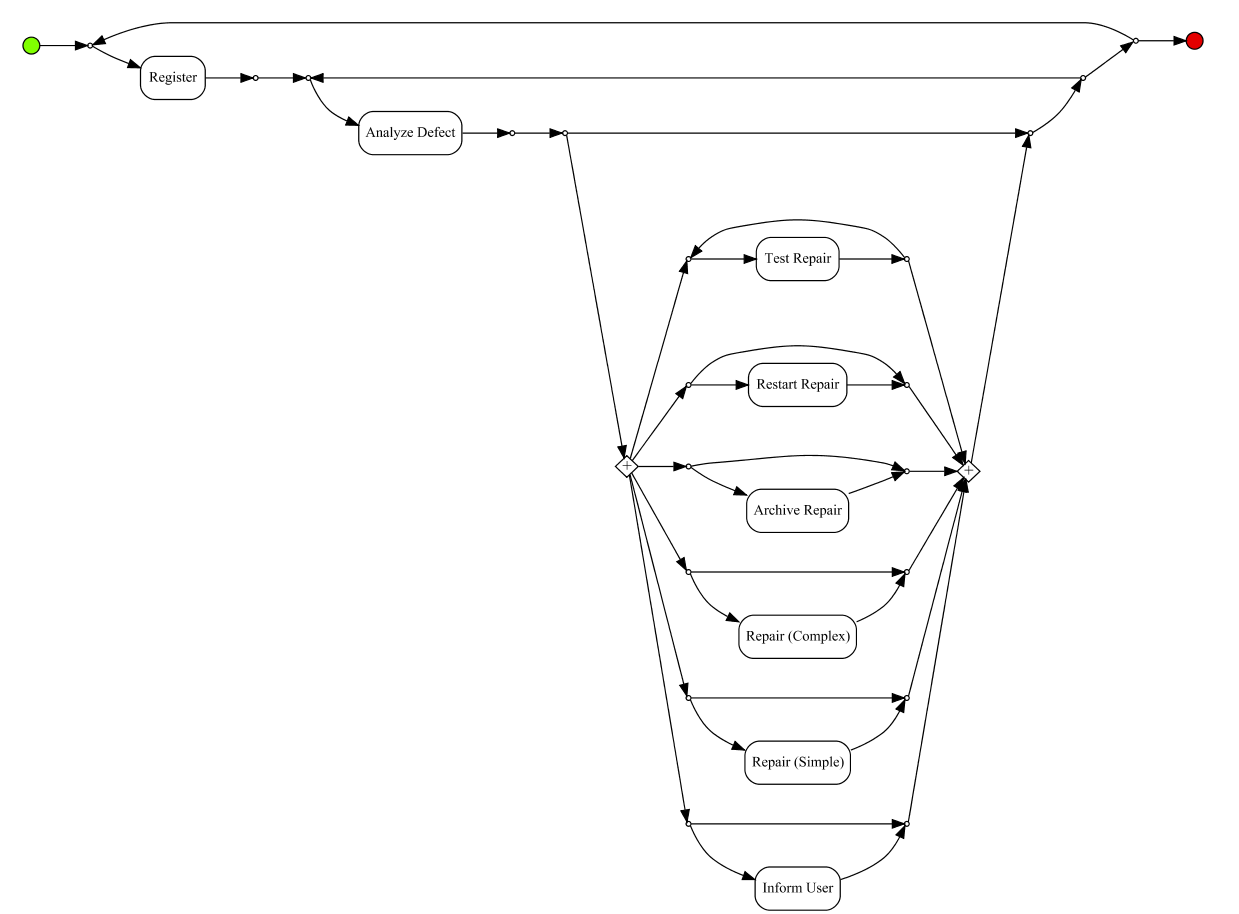 Register
Analyze Defect
Test Repair
Restart Repair
+
+
Archive Repair
Repair (Complex)
Repair (Simple)
Inform User